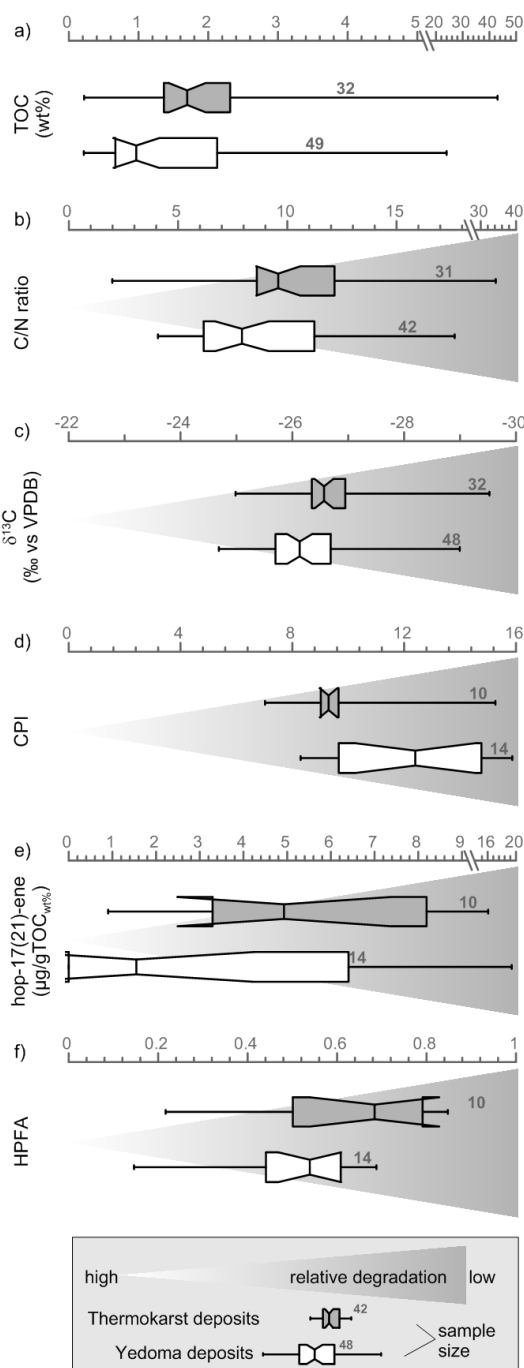 a)
0 1 2 3 4 5 20 30 40 50
TOC
(wt%)
32
49
b)
0 5 10 15 30 40
C/N ratio
31
42
c)
-22 -24 -26 -28 -30
δ¹³C
(‰ vs VPDB)
32
48
d)
0 4 8 12 16
CPI
10
14
e)
0 1 2 3 4 5 6 7 8 9 16 20
hop-17(21)-ene
(µg/gTOCwt%)
10
14
f)
0 0.2 0.4 0.6 0.8 1
HPFA
10
14
high relative degradation low
Thermokarst deposits 42
Yedoma deposits 48
sample
size